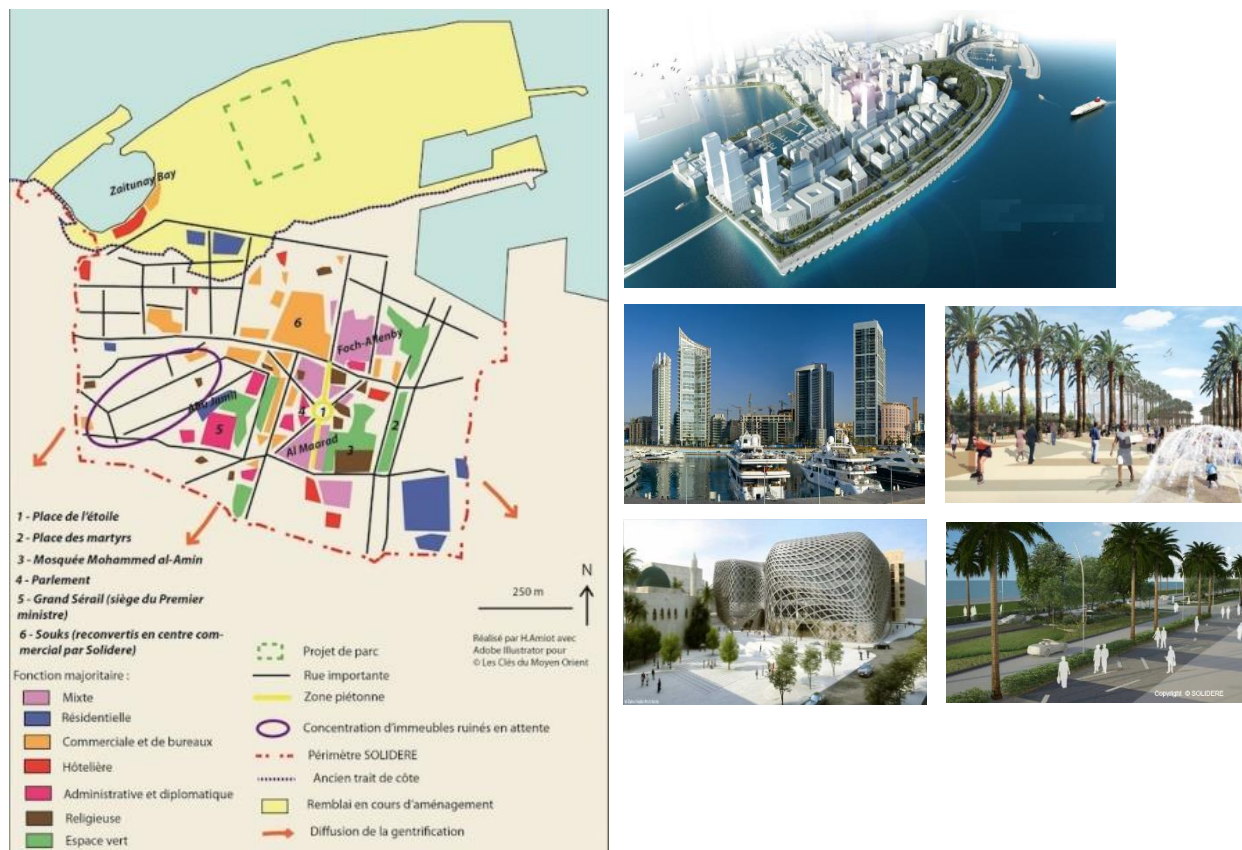 Zaitunay Bay
6
Foch-Allenby
Abu Jamil
4
1
5
Al Maarad
3
2
1 - Place de l'étoile
2 - Place des martyrs
3 - Mosquée Mohammed al-Amin
4 - Parlement
5 - Grand Sérail (siège du Premier
ministre)
6 - Souks (reconvertis en centre com-
mercial par Solidere)
N
250 m
Réalisé par H.Amiot avec
Adobe Illustrator pour
© Les Clés du Moyen Orient
Fonction majoritaire :
Mixte
Résidentielle
Commerciale et de bureaux
Hôtelière
Administrative et diplomatique
Religieuse
Espace vert
Projet de parc
Rue importante
Zone piétonne
Concentration d'immeubles ruinés en attente
Périmètre SOLIDERE
Ancien trait de côte
Remblai en cours d'aménagement
Diffusion de la gentrification
Copyright © SOLIDERE